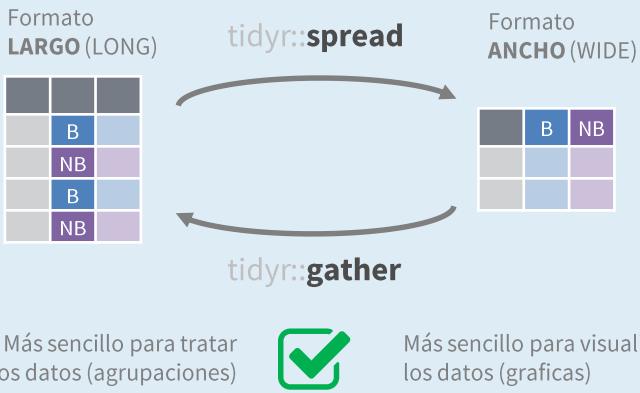 Formato
LARGO (LONG)
tidyr::spread
Formato
ANCHO (WIDE)
B
NB
B
NB
B
NB
tidyr::gather
Más sencillo para tratar
os datos (agrupaciones)
Más sencillo para visual
los datos (graficas)